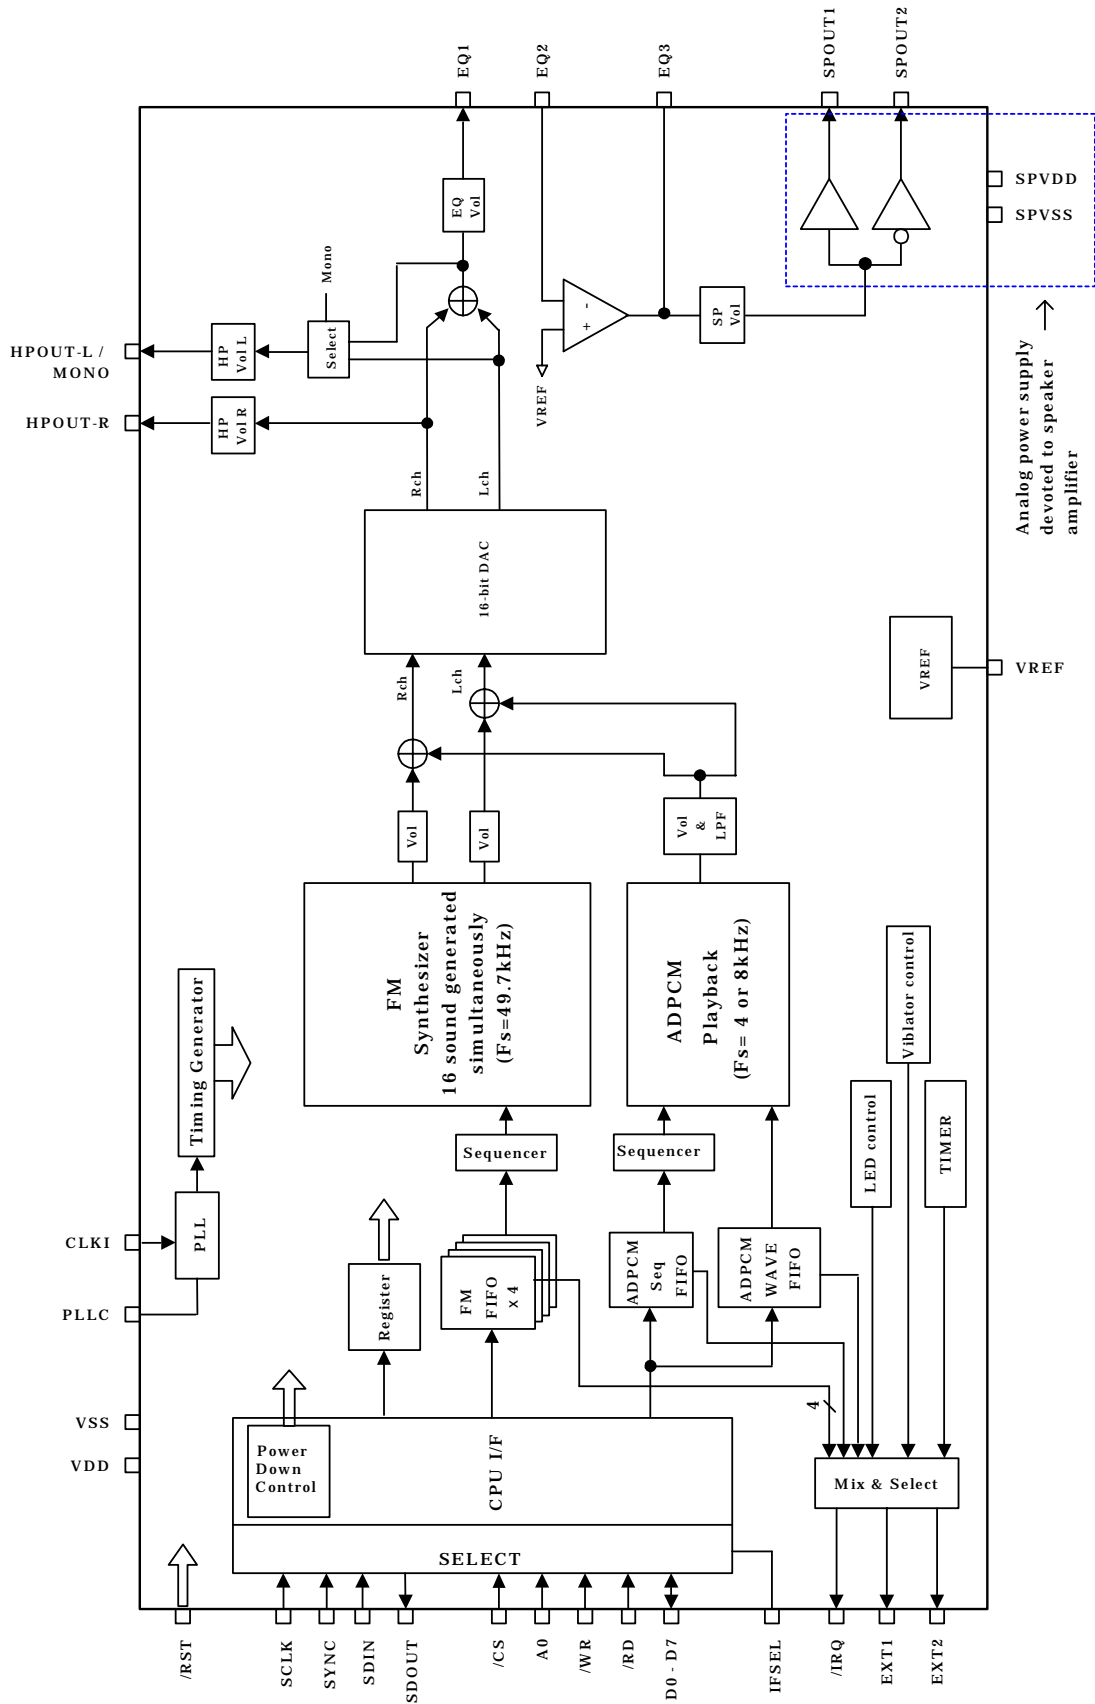 EQ1
EQ2
EQ3
SPOUT1
SPOUT2
SPVDD
SPVSS
EQ
Vol
Mono
Select
HPOUT-L /
MONO
HP
Vol L
HPOUT-R
HP
Vol R
+ -
VREF
SP
Vol
Analog power supply
devoted to speaker
amplifier
Rch
Lch
16-bit DAC
Rch
Lch
VREF
VREF
Vol
Vol
Vol
&
LPF
FM
Synthesizer
16 sound generated
simultaneously
(Fs=49.7kHz)
ADPCM
Playback
(Fs= 4 or 8kHz)
Timing Generator
Viblator control
LED control
TIMER
Sequencer
Sequencer
CLKI
PLL
PLLC
Register
FM
FIFO
x 4
ADPCM
Seq
FIFO
ADPCM
WAVE
FIFO
VSS
VDD
Power
Down
Control
CPU I/F
4
Mix & Select
SELECT
/RST
SCLK
SYNC
SDIN
SDOUT
/CS
A0
/WR
/RD
D0 - D7
IFSEL
/IRQ
EXT1
EXT2